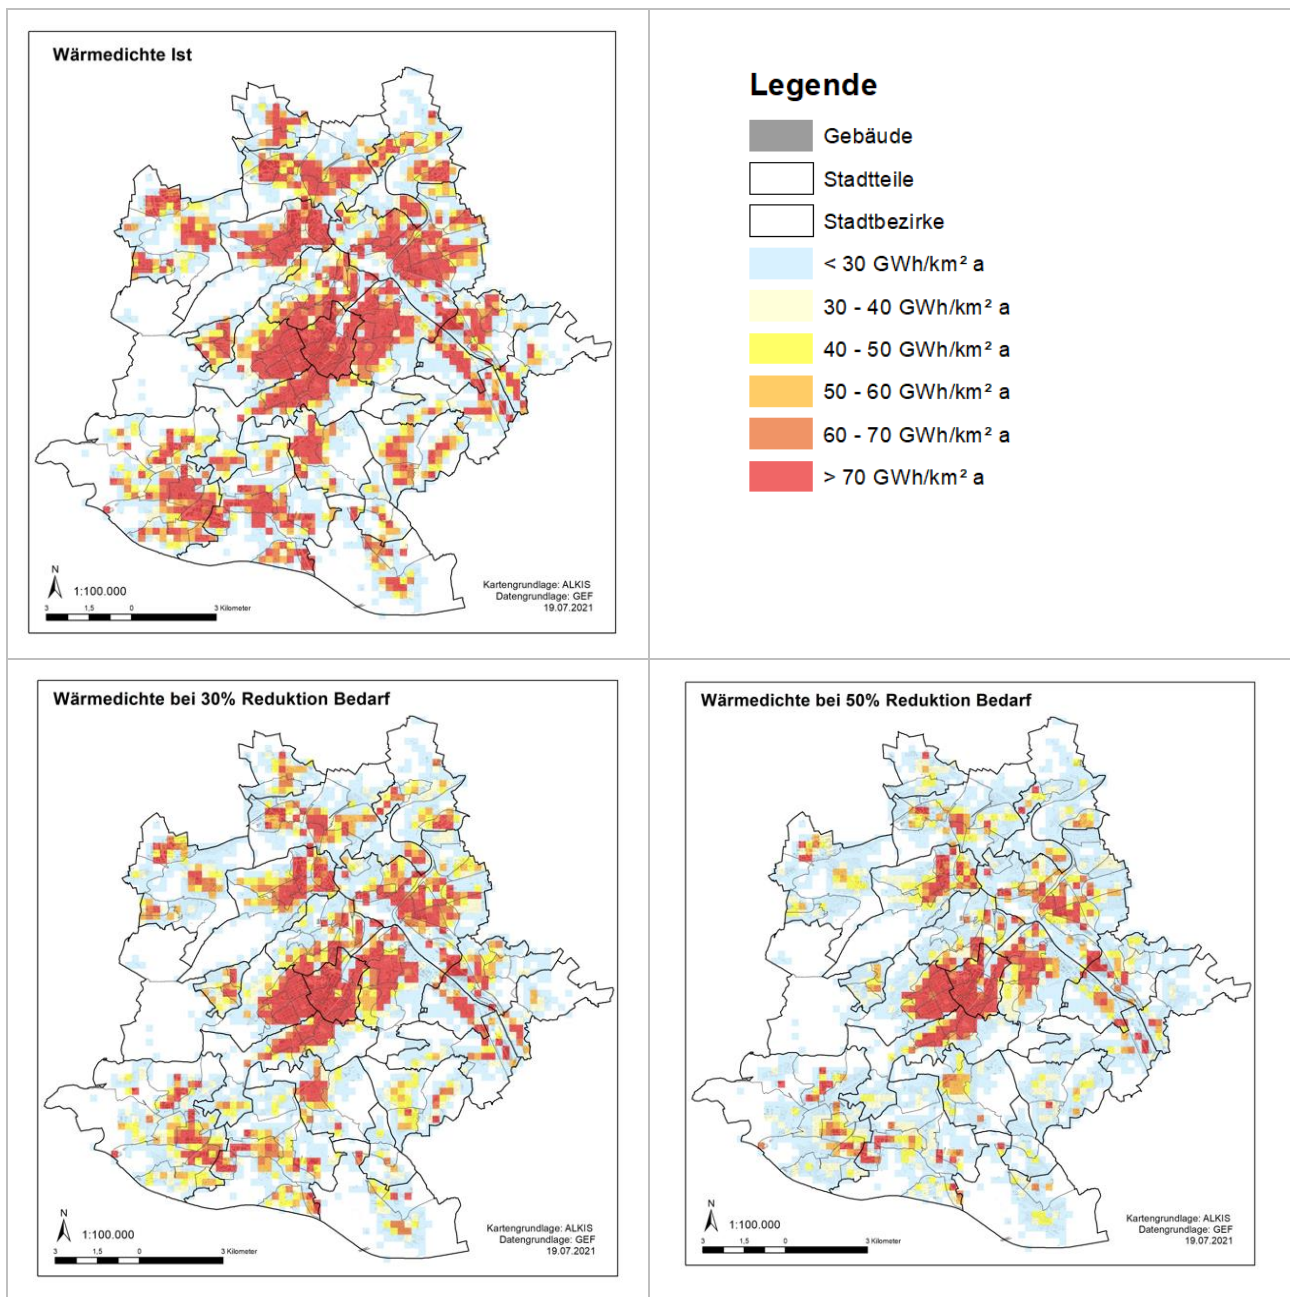 Wärmedichte Ist
N
1:100.000
3 1,5 0 3 Kilometer
Kartengrundlage: ALKIS
Datengrundlage: GEF
19.07.2021
Legende
Gebäude
Stadtteile
Stadtbezirke
< 30 GWh/km² a
30 - 40 GWh/km² a
40 - 50 GWh/km² a
50 - 60 GWh/km² a
60 - 70 GWh/km² a
> 70 GWh/km² a
Wärmedichte bei 30% Reduktion Bedarf
N
1:100.000
3 1,5 0 3 Kilometer
Kartengrundlage: ALKIS
Datengrundlage: GEF
19.07.2021
Wärmedichte bei 50% Reduktion Bedarf
N
1:100.000
3 1,5 0 3 Kilometer
Kartengrundlage: ALKIS
Datengrundlage: GEF
19.07.2021